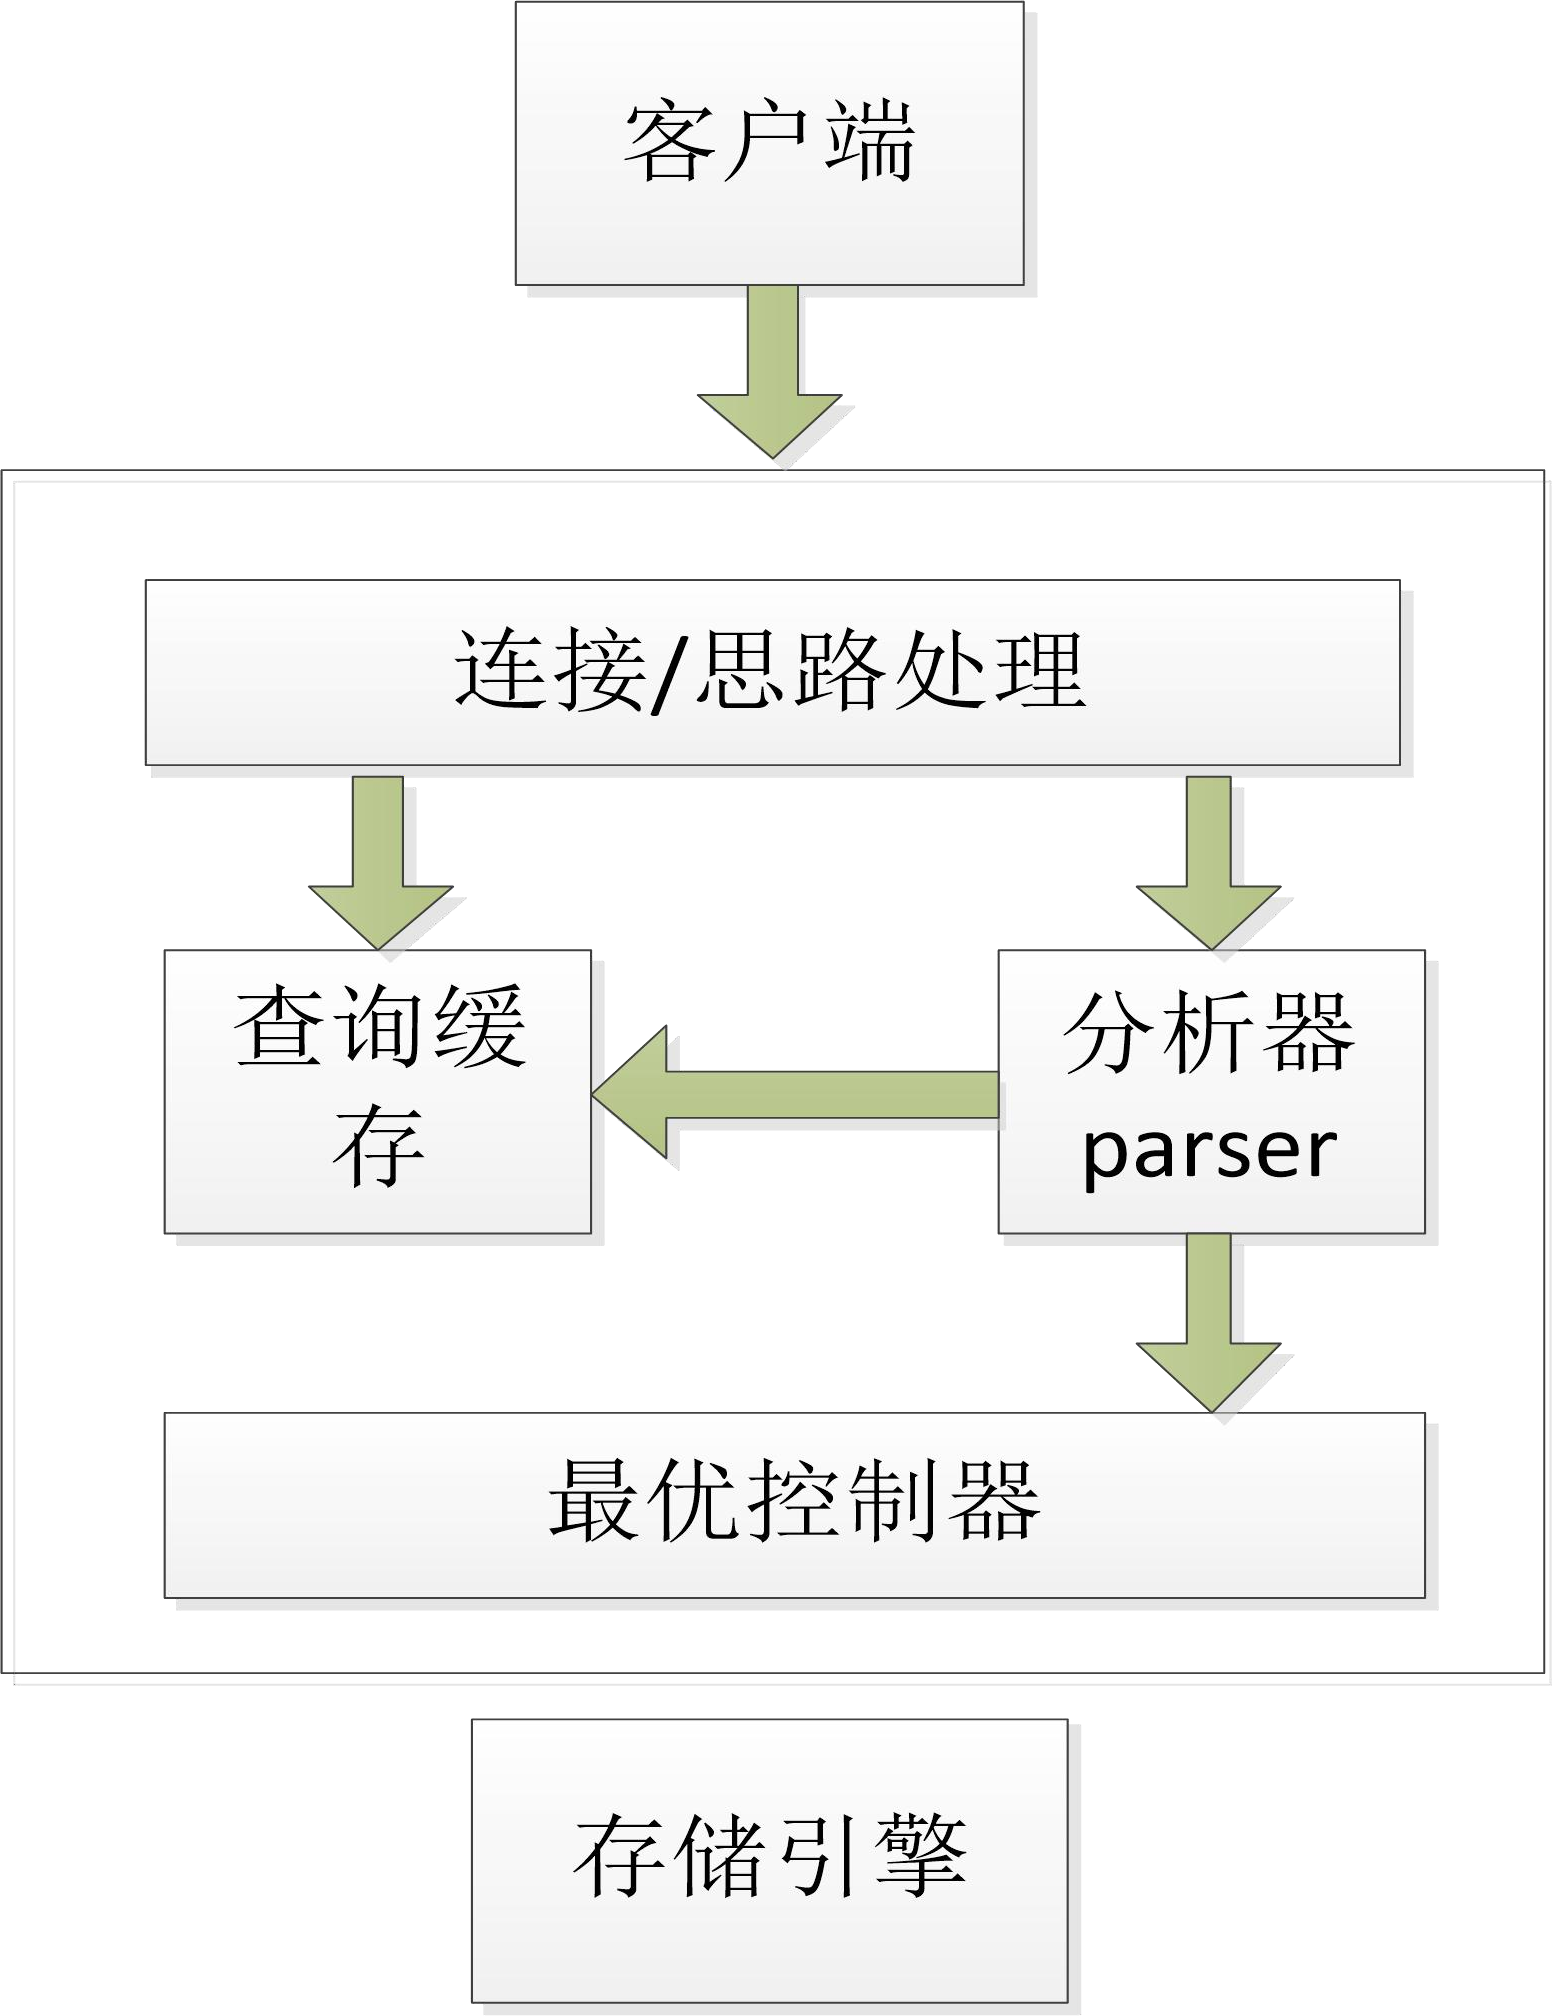 客户端
连接/思路处理
查询缓
存
分析器
parser
最优控制器
存储引擎